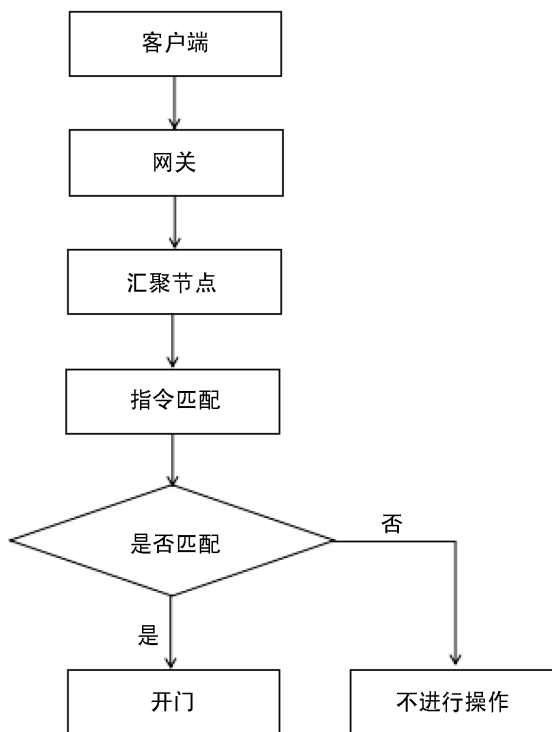 客户端
网关
汇聚节点
指令匹配
是否匹配
否
是
开门
不进行操作